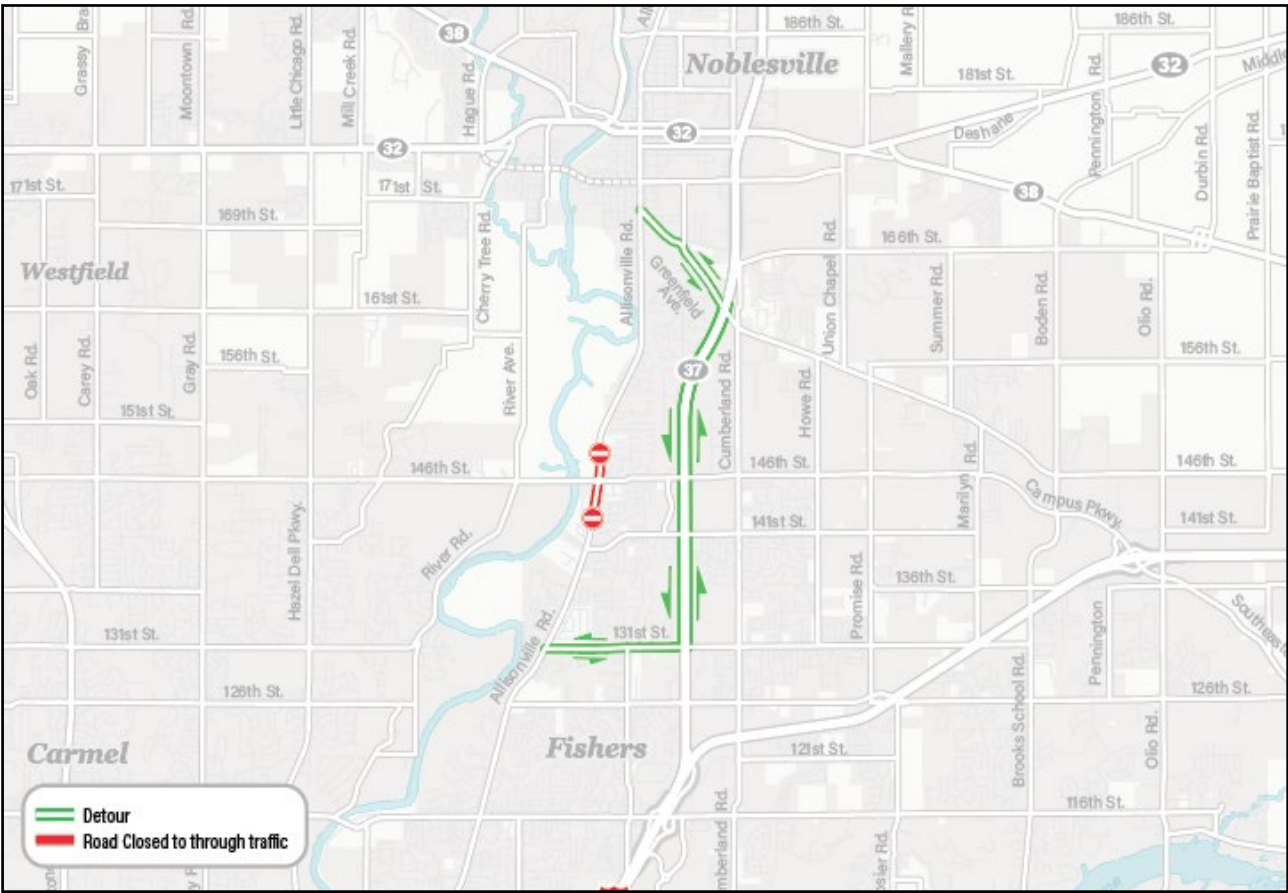 Grassy
Moontown Rd.
Little Chicago Rd.
Mill Creek Rd.
Hague Rd.
38
Noblesville
186th St.
Mallery
186th St.
181st St.
32
Pennington Rd.
32
32
Deshane
Durbin Rd.
Prairie Baptist Rd.
171st St.
171st St.
38
169th St.
Cherry Tree Rd.
Allisonville Rd.
166th St.
Union Chapel Rd.
Westfield
Greenfield
Ave.
161st St.
Summer Rd.
Boden Rd.
Olio Rd.
Oak Rd.
Carey Rd.
Gray Rd.
156th St.
River Ave.
37
Cumberland Rd.
Howe Rd.
156th St.
151st St.
146th St.
146th St.
146th St.
Marilyn Rd.
Campus Pkwy.
Hazel Dell Pkwy.
River Rd.
141st St.
141st St.
Promise Rd.
136th St.
131st St.
Allisonville Rd.
131st St.
Pennington
126th St.
Brooks School Rd.
126th St.
Carmel
Fishers
121st St.
Olio Rd.
116th St.
Detour
Road Closed to through traffic